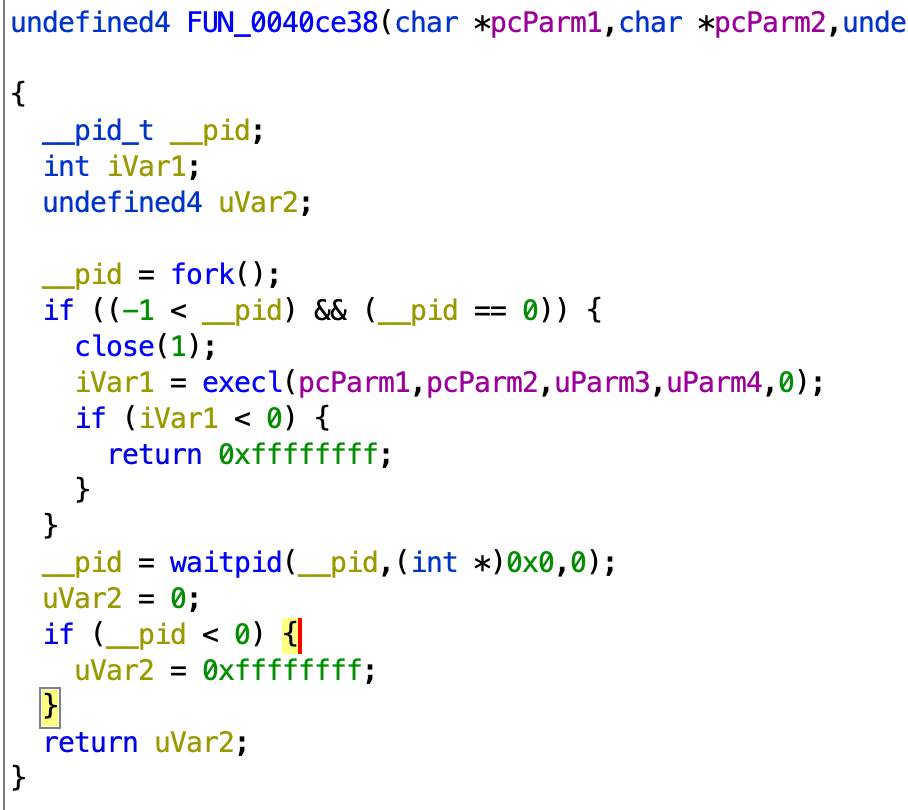 undefined4 FUN_0040ce38(char *pcParm1,char *pcParm2,unde
{
__pid_t __pid;
int iVar1;
undefined4 uVar2;
__pid = fork();
if ((-1 < __pid) && (__pid == 0)) {
close(1);
iVar1 = execl(pcParm1,pcParm2,uParm3,uParm4,0);
if (iVar1 < 0) {
return 0xffffffff;
}
}
__pid = waitpid(__pid,(int *)0x0,0);
uVar2 = 0;
if (__pid < 0) {
uVar2 = 0xffffffff;
}
return uVar2;
}